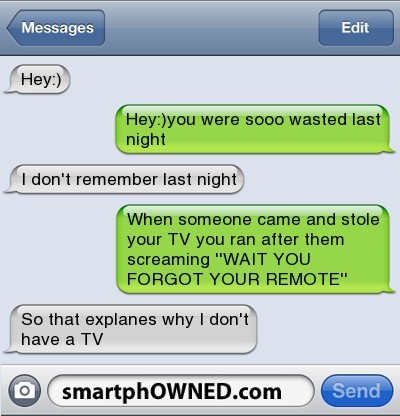 Messages
Edit
Hey:)
Hey:)you were sooo wasted last
night
I don't remember last night
When someone came and stole
your TV you ran after them
screaming "WAIT YOU
FORGOT YOUR REMOTE"
So that explanes why I don't
have a TV
smartphOWNED.com
Send